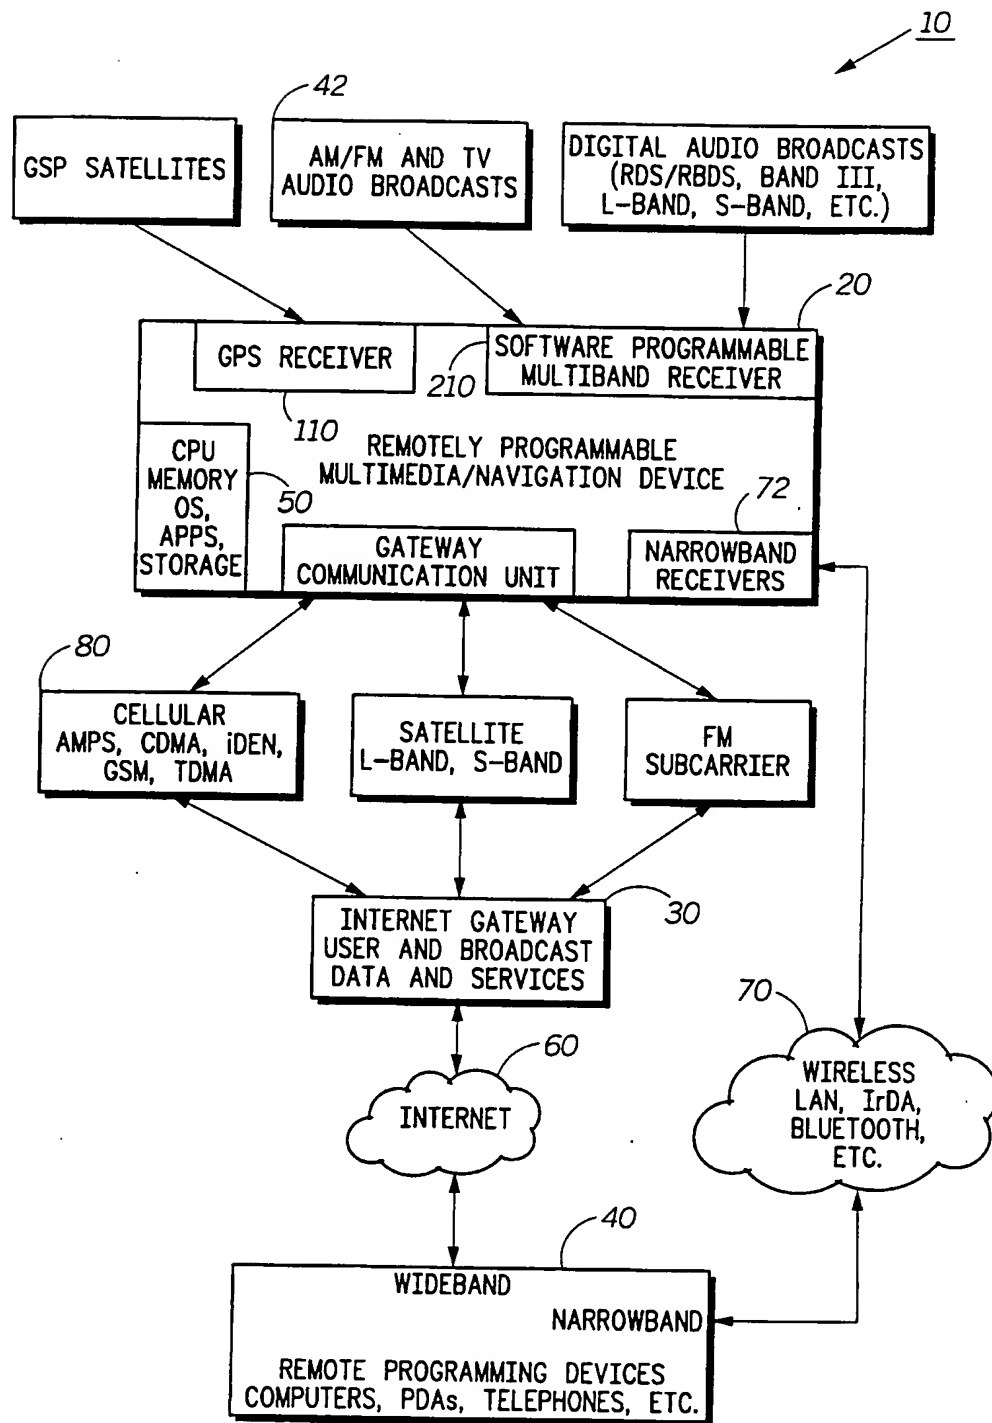 10
42
GSP SATELLITES
AM/FM AND TV
AUDIO BROADCASTS
DIGITAL AUDIO BROADCASTS
(RDS/RBDS, BAND III,
L-BAND, S-BAND, ETC.)
20
GPS RECEIVER
210
SOFTWARE PROGRAMMABLE
MULTIBAND RECEIVER
110
REMOTELY PROGRAMMABLE
MULTIMEDIA/NAVIGATION DEVICE
CPU
MEMORY
OS,
APPS,
STORAGE
50
72
GATEWAY
COMMUNICATION UNIT
NARROWBAND
RECEIVERS
80
CELLULAR
AMPS, CDMA, iDEN,
GSM, TDMA
SATELLITE
L-BAND, S-BAND
FM
SUBCARRIER
30
INTERNET GATEWAY
USER AND BROADCAST
DATA AND SERVICES
70
60
INTERNET
WIRELESS
LAN, IrDA,
BLUETOOTH,
ETC.
40
WIDEBAND
NARROWBAND
REMOTE PROGRAMMING DEVICES
COMPUTERS, PDAs, TELEPHONES, ETC.